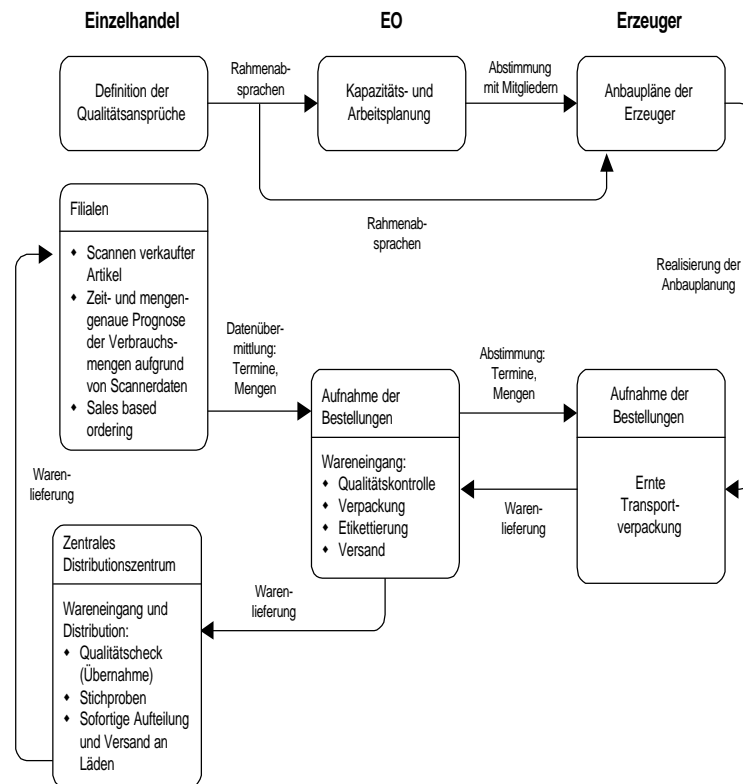 Einzelhandel
EO
Erzeuger
Definition der
Qualitätsansprüche
Rahmenab-
sprachen
Kapazitäts- und
Arbeitsplanung
Abstimmung
mit Mitgliedern
Anbaupläne der
Erzeuger
Rahmenab-
sprachen
Realisierung der
Anbauplanung
Filialen
♦ Scannen verkaufter
Artikel
♦ Zeit- und mengen-
genaue Prognose
der Verbrauchs-
mengen aufgrund
von Scannerdaten
♦ Sales based
ordering
Datenüber-
mittlung:
Termine,
Mengen
Aufnahme der
Bestellungen
Wareneingang:
♦ Qualitätskontrolle
♦ Verpackung
♦ Etikettierung
♦ Versand
Abstimmung:
Termine,
Mengen
Waren-
lieferung
Aufnahme der
Bestellungen
Ernte
Transport-
verpackung
Waren-
lieferung
Waren-
lieferung
Zentrales
Distributionszentrum
Wareneingang und
Distribution:
♦ Qualitätscheck
(Übernahme)
♦ Stichproben
♦ Sofortige Aufteilung
und Versand an
Läden